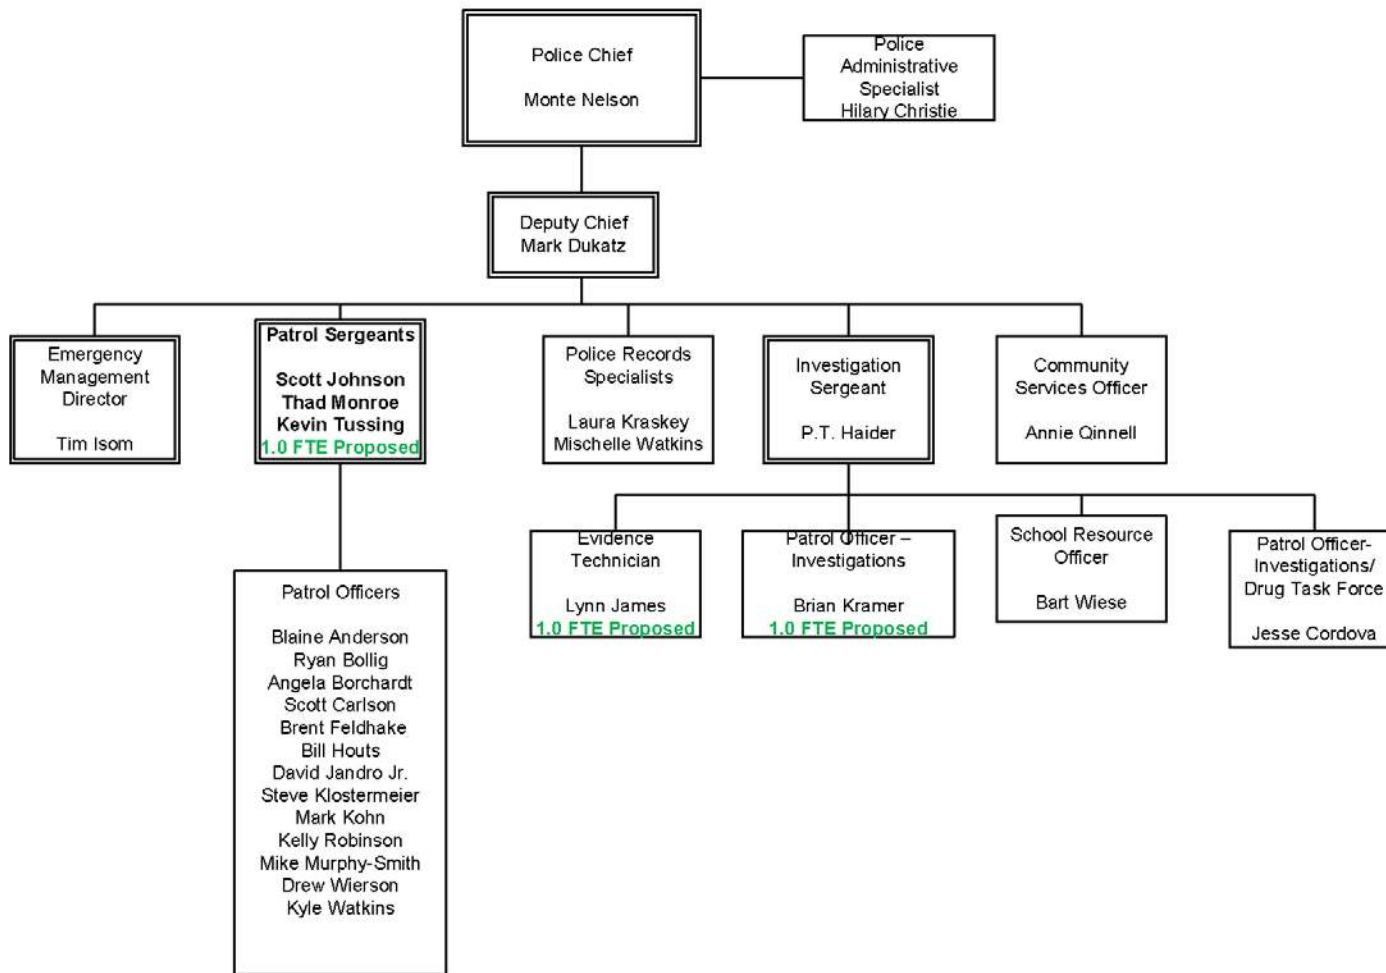 Police Chief
Monte Nelson
Police
Administrative
Specialist
Hilary Christie
Deputy Chief
Mark Dukatz
Emergency
Management
Director
Tim Isom
Patrol Sergeants
Scott Johnson
Thad Monroe
Kevin Tussing
1.0 FTE Proposed
Police Records
Specialists
Laura Kraskey
Mischelle Watkins
Investigation
Sergeant
P.T. Haider
Community
Services Officer
Annie Qinnell
Patrol Officers
Blaine Anderson
Ryan Bollig
Angela Borchardt
Scott Carlson
Brent Feldhake
Bill Houts
David Jandro Jr.
Steve Klostermeier
Mark Kohn
Kelly Robinson
Mike Murphy-Smith
Drew Wierson
Kyle Watkins
Evidence
Technician
Lynn James
1.0 FTE Proposed
Patrol Officer –
Investigations
Brian Kramer
1.0 FTE Proposed
School Resource
Officer
Bart Wiese
Patrol Officer-
Investigations/
Drug Task Force
Jesse Cordova